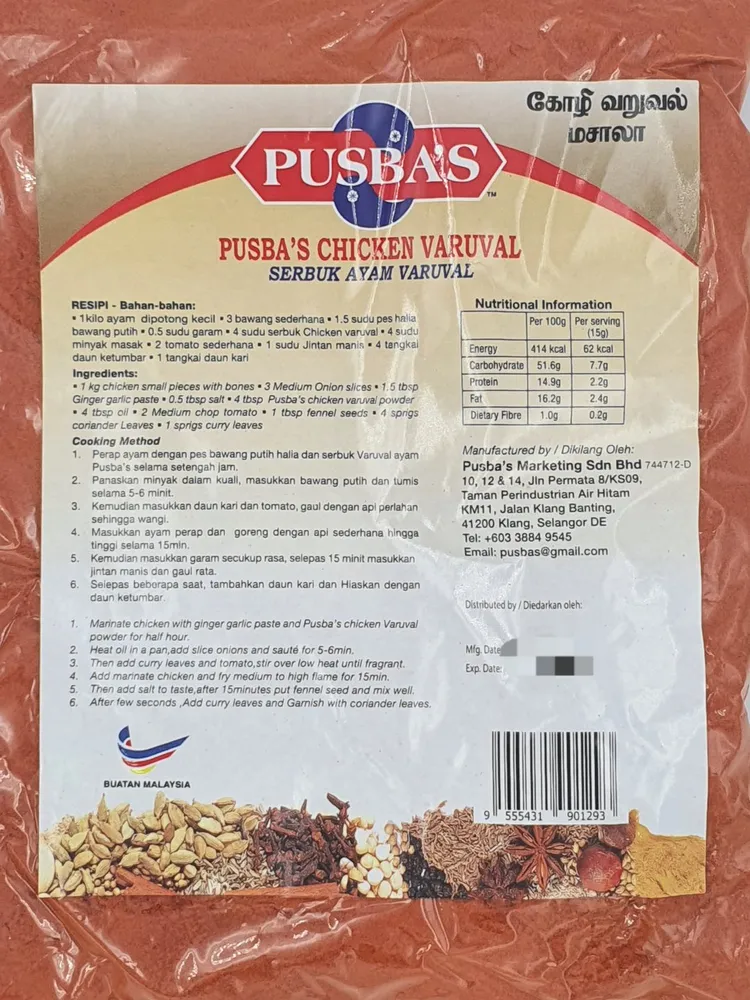 கோழி வறுவல்
மசாலா
PUSBA'S
TM
PUSBA'S CHICKEN VARUVAL
SERBUK AYAM VARUVAL
RESIPI - Bahan-bahan:
• 1kilo ayam dipotong kecil • 3 bawang sederhana • 1.5 sudu pes halia
bawang putih • 0.5 sudu garam • 4 sudu serbuk Chicken varuval • 4 sudu
minyak masak • 2 tomato sederhana • 1 sudu Jintan manis • 4 tangkai
daun ketumbar • 1 tangkai daun kari
Ingredients:
• 1 kg chicken small pieces with bones • 3 Medium Onion slices • 1.5 tbsp
Ginger garlic paste • 0.5 tbsp salt • 4 tbsp Pusba's chicken varuval powder
• 4 tbsp oil • 2 Medium chop tomato • 1 tbsp fennel seeds • 4 sprigs
coriander Leaves • 1 sprigs curry leaves
Cooking Method
1. Perap ayam dengan pes bawang putih halia dan serbuk Varuval ayam
Pusba's selama setengah jam.
2. Panaskan minyak dalam kuali, masukkan bawang putih dan tumis
selama 5-6 minit.
3. Kemudian masukkan daun kari dan tomato, gaul dengan api perlahan
sehingga wangi.
4. Masukkan ayam perap dan goreng dengan api sederhana hingga
tinggi selama 15min.
5. Kemudian masukkan garam secukup rasa, selepas 15 minit masukkan
jintan manis dan gaul rata.
6. Selepas beberapa saat, tambahkan daun kari dan Hiaskan dengan
daun ketumbar.
1. Marinate chicken with ginger garlic paste and Pusba's chicken Varuval
powder for half hour.
2. Heat oil in a pan,add slice onions and sauté for 5-6min.
3. Then add curry leaves and tomato,stir over low heat until fragrant.
4. Add marinate chicken and fry medium to high flame for 15min.
5. Then add salt to taste,after 15minutes put fennel seed and mix well.
6. After few seconds ,Add curry leaves and Garnish with coriander leaves.
BUATAN MALAYSIA
Nutritional Information
Per 100g Per serving
(15g)
Energy 414 kcal 62 kcal
Carbohydrate 51.6g 7.7g
Protein 14.9g 2.2g
Fat 16.2g 2.4g
Dietary Fibre 1.0g 0.2g
Manufactured by / Dikilang Oleh:
Pusba's Marketing Sdn Bhd 744712-D
10, 12 & 14, Jln Permata 8/KS09,
Taman Perindustrian Air Hitam
KM11, Jalan Klang Banting,
41200 Klang, Selangor DE
Tel: +603 3884 9545
Email: pusbas@gmail.com
Distributed by / Diedarkan oleh:
Mfg. Date
Exp. Date:
9 555431 901293